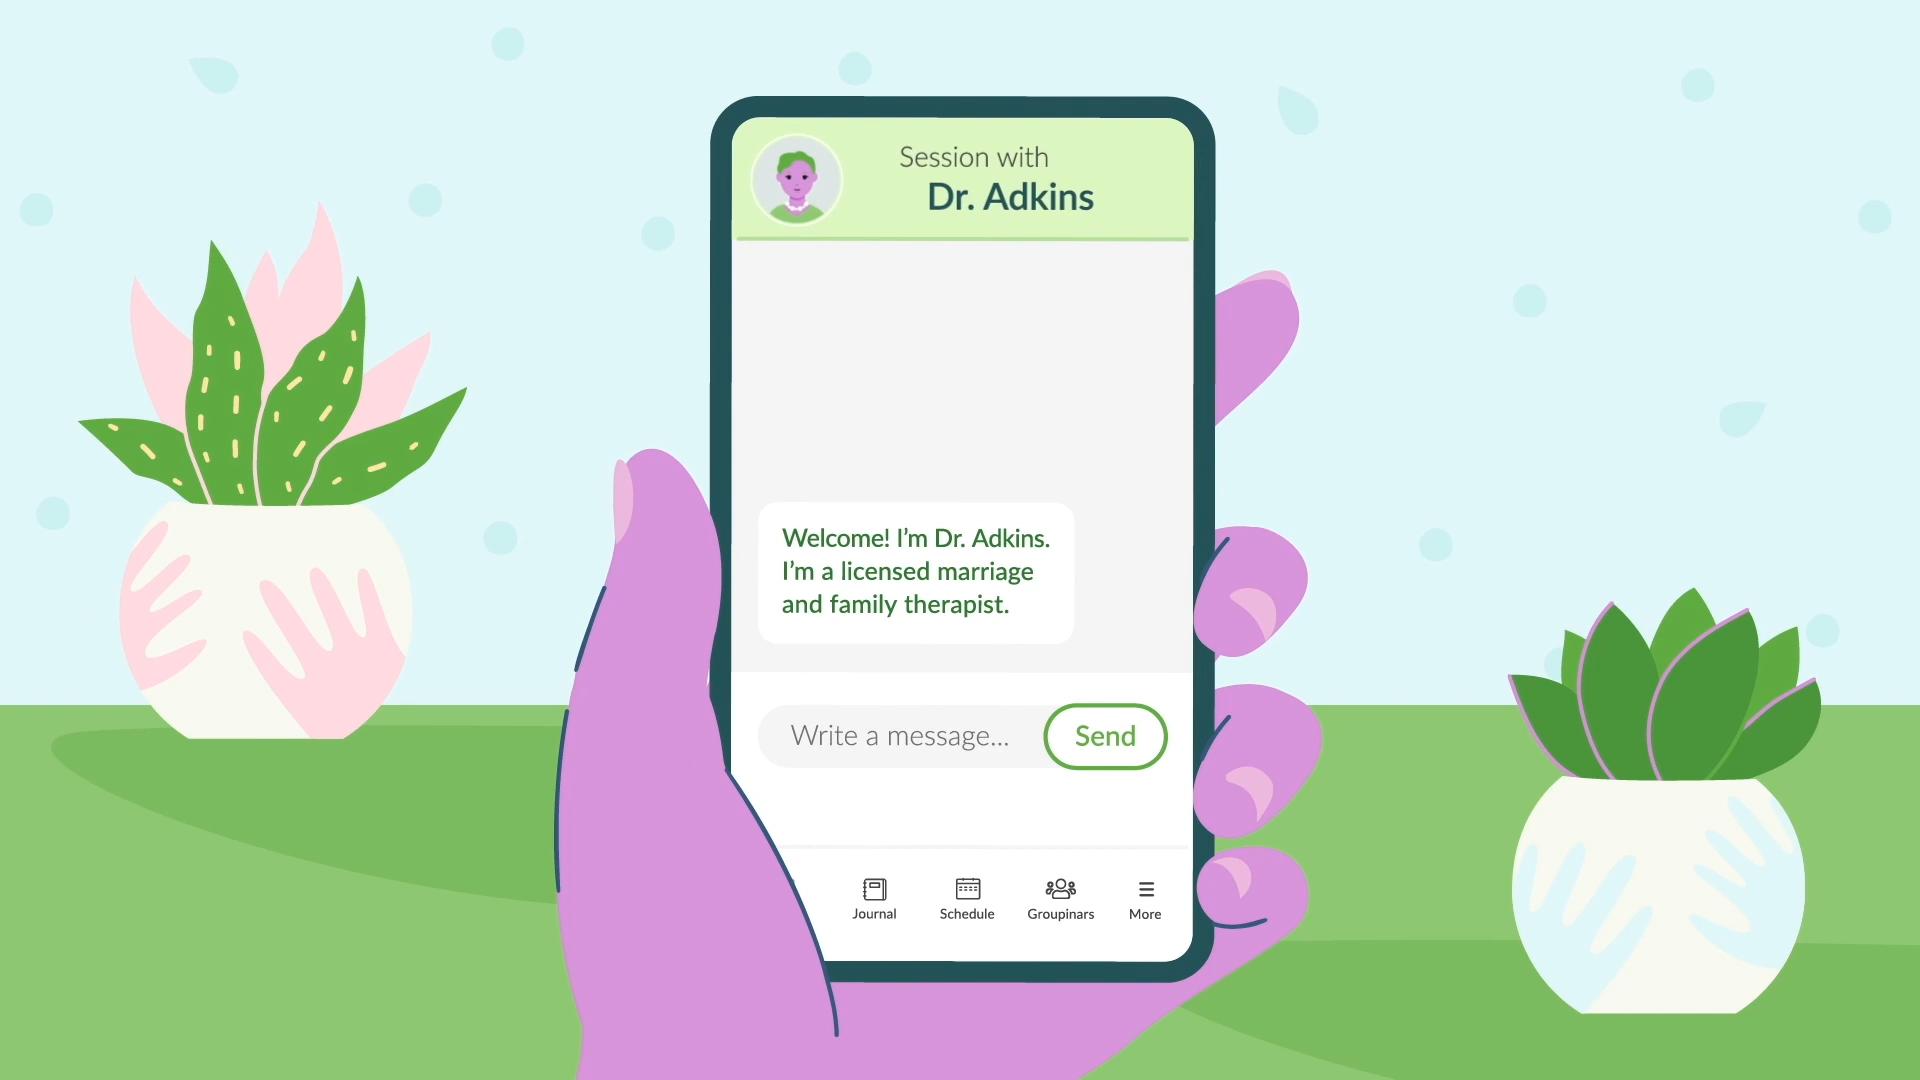 Session with
Dr. Adkins
Welcome! I’m Dr. Adkins.
I’m a licensed marriage
and family therapist.
Write a message...
Send
Journal
Schedule
Groupinars
More